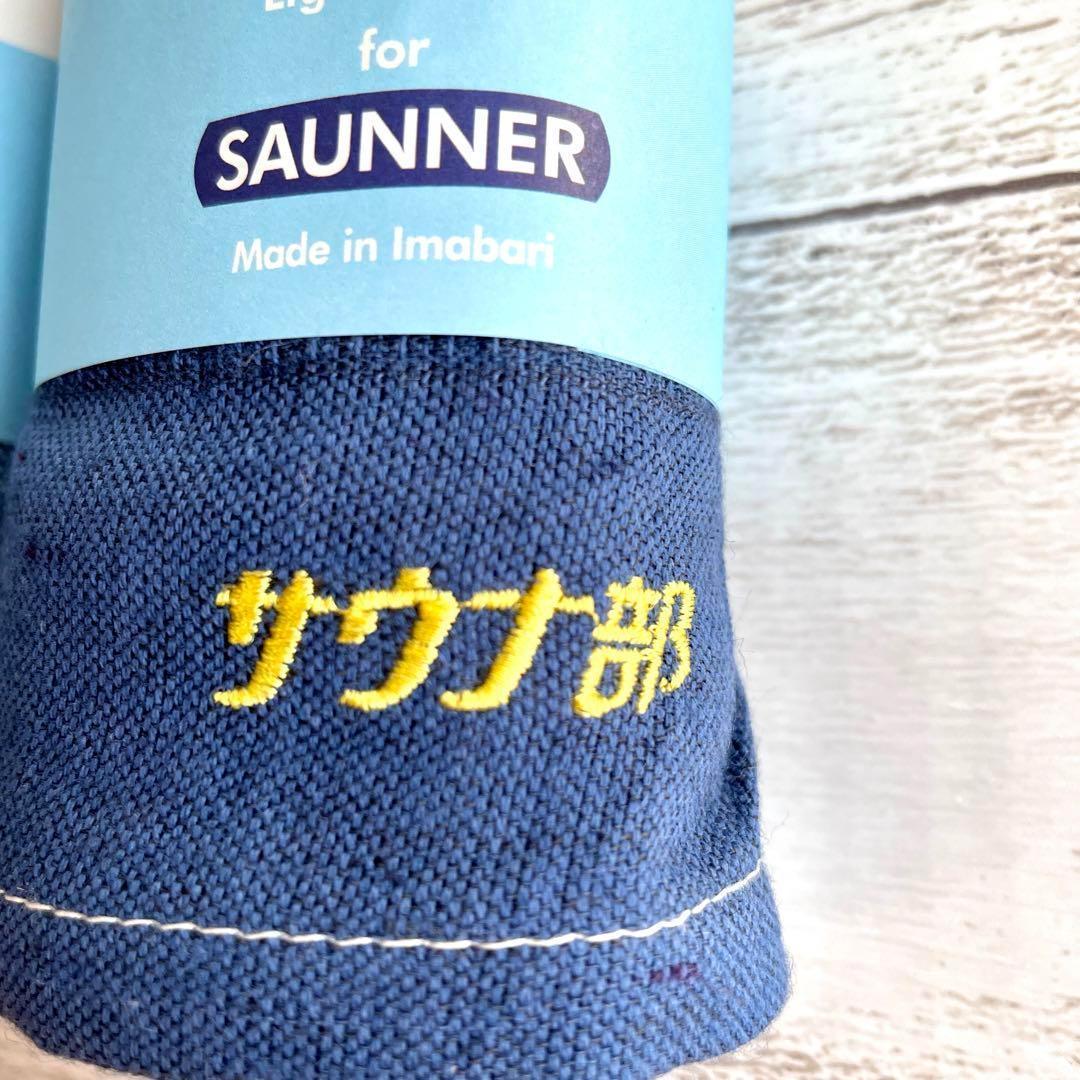 for
SAUNNER
Made in Imabari
サウナ部